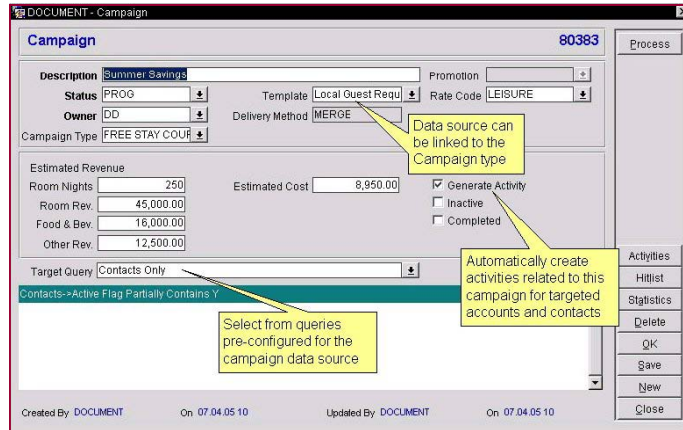 DOCUMENT - Campaign
Campaign 80383
Process
Description Summer Savings Promotion
Status PROG Template Local Guest Requ Rate Code LEISURE
Owner DD Delivery Method MERGE
Campaign Type FREE STAY COUF
Data source can
be linked to the
Campaign type
Estimated Revenue
Room Nights 250 Estimated Cost 8,950.00 Generate Activity
Room Rev. 45,000.00 Inactive
Food & Bev. 16,000.00 Completed
Other Rev. 12,500.00
Automatically create
activities related to this
campaign for targeted
accounts and contacts
Target Query Contacts Only
Contacts->Active Flag Partially Contains Y
Select from queries
pre-configured for the
campaign data source
Activities
Hitlist
Statistics
Delete
OK
Save
New
Close
Created By DOCUMENT On 07.04.05 10 Updated By DOCUMENT On 07.04.05 10